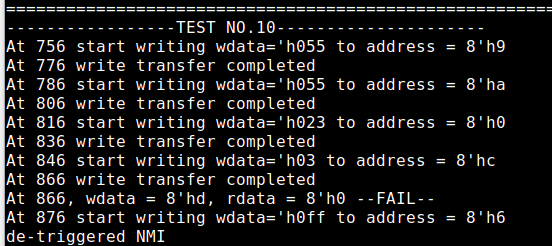 ================================================================
-----------------TEST NO.10---------------------
At 756 start writing wdata='h055 to address = 8'h9
At 776 write transfer completed
At 786 start writing wdata='h055 to address = 8'ha
At 806 write transfer completed
At 816 start writing wdata='h023 to address = 8'h0
At 836 write transfer completed
At 846 start writing wdata='h03 to address = 8'hc
At 866 write transfer completed
At 866, wdata = 8'hd, rdata = 8'h0 --FAIL--
At 876 start writing wdata='h0ff to address = 8'h6
de-triggered NMI